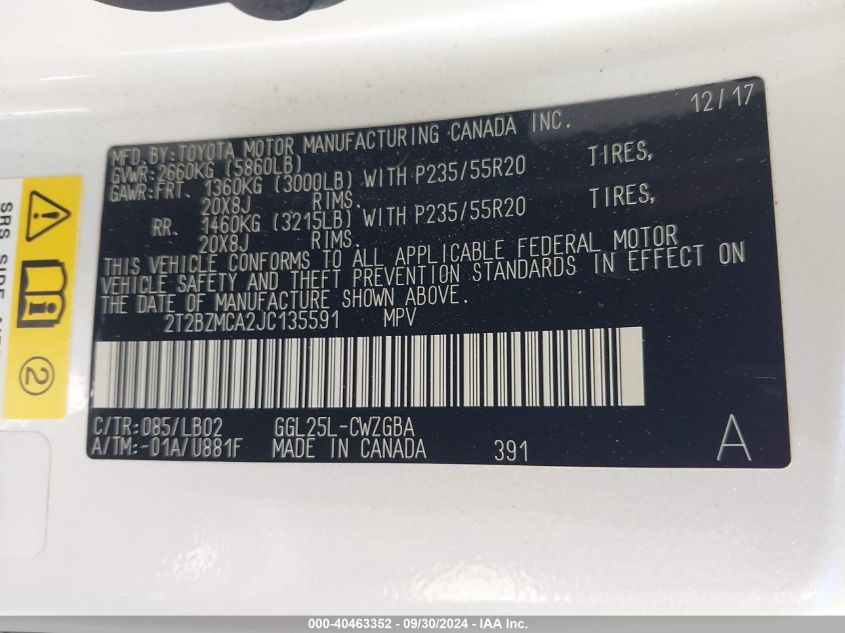 12/17
MFD.BY:TOYOTA MOTOR MANUFACTURING CANADA INC.
GVWR:2660KG (5860LB)
GAWR:FRT. 1360KG (3000LB) WITH P235/55R20 TIRES,
20X8J RIMS.
RR. 1460KG (3215LB) WITH P235/55R20 TIRES,
20X8J RIMS.
THIS VEHICLE CONFORMS TO ALL APPLICABLE FEDERAL MOTOR
VEHICLE SAFETY AND THEFT PREVENTION STANDARDS IN EFFECT ON
THE DATE OF MANUFACTURE SHOWN ABOVE.
2T2BZMCA2JC135591 MPV
C/TR:085/LB02 GGL25L-CWZGBA
A/TM:-01A/U881F MADE IN CANADA 391 A
SRS SIDE
2
000-40463352 - 09/30/2024 - IAA Inc.